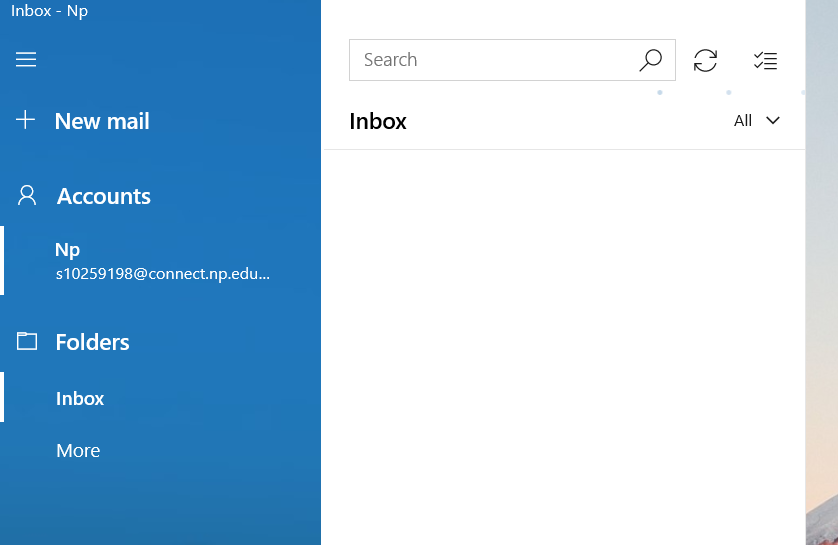 Inbox - Np
Search
New mail
Inbox
All
Accounts
Np
s10259198@connect.np.edu...
Folders
Inbox
More